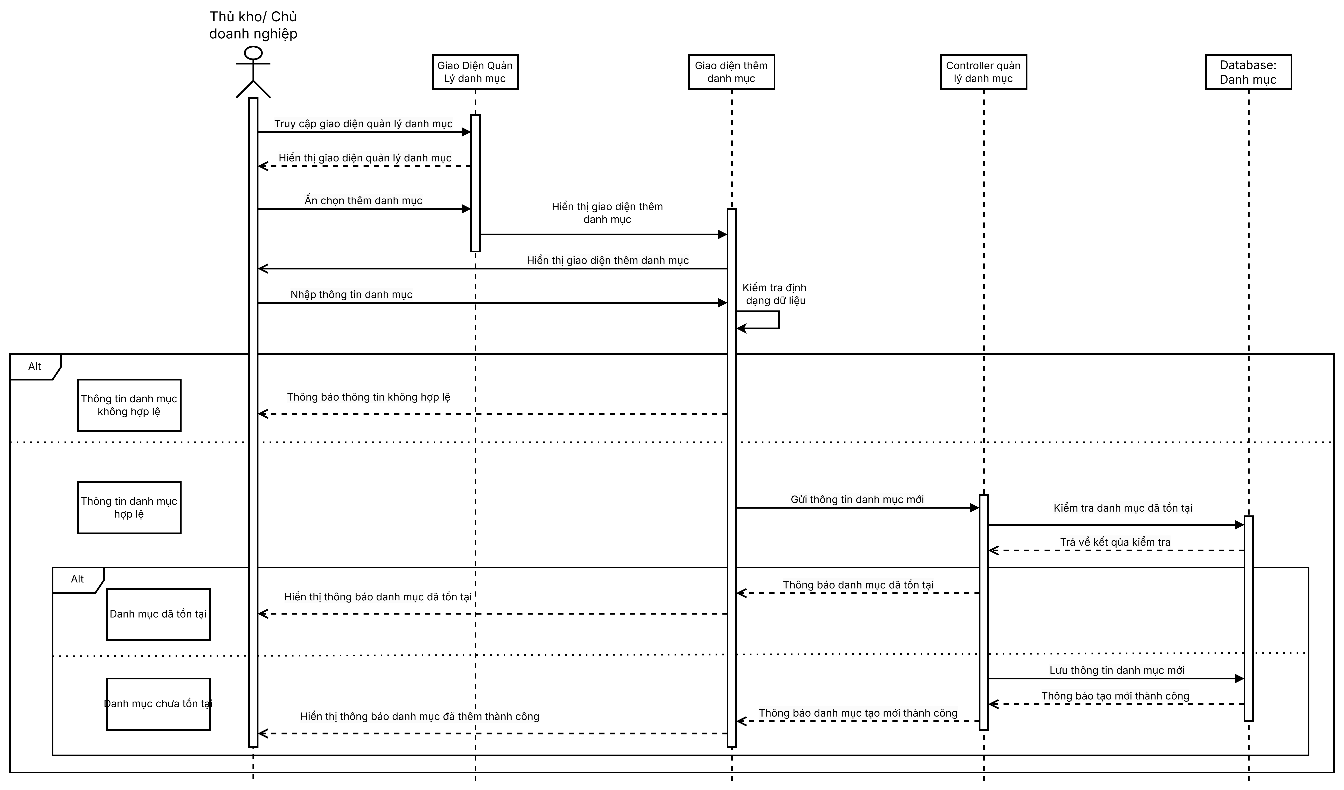 Thủ kho/ Chủ
doanh nghiệp
Giao Diện Quản
Lý danh mục
Giao diện thêm
danh mục
Controller quản
lý danh mục
Database:
Danh mục
Truy cập giao diện quản lý danh mục
Hiển thị giao diện quản lý danh mục
Ấn chọn thêm danh mục
Hiển thị giao diện thêm
danh mục
Hiển thị giao diện thêm danh mục
Nhập thông tin danh mục
Kiểm tra định
dạng dữ liệu
Alt
Thông tin danh mục
không hợp lệ
Thông báo thông tin không hợp lệ
Thông tin danh mục
hợp lệ
Gửi thông tin danh mục mới
Kiểm tra danh mục đã tồn tại
Trả về kết qủa kiểm tra
Alt
Danh mục đã tồn tại
Thông báo danh mục đã tồn tại
Hiển thị thông báo danh mục đã tồn tại
Lưu thông tin danh mục mới
Danh mục chưa tồn tại
Thông báo tạo mới thành công
Thông báo danh mục tạo mới thành công
Hiển thị thông báo danh mục đã thêm thành công